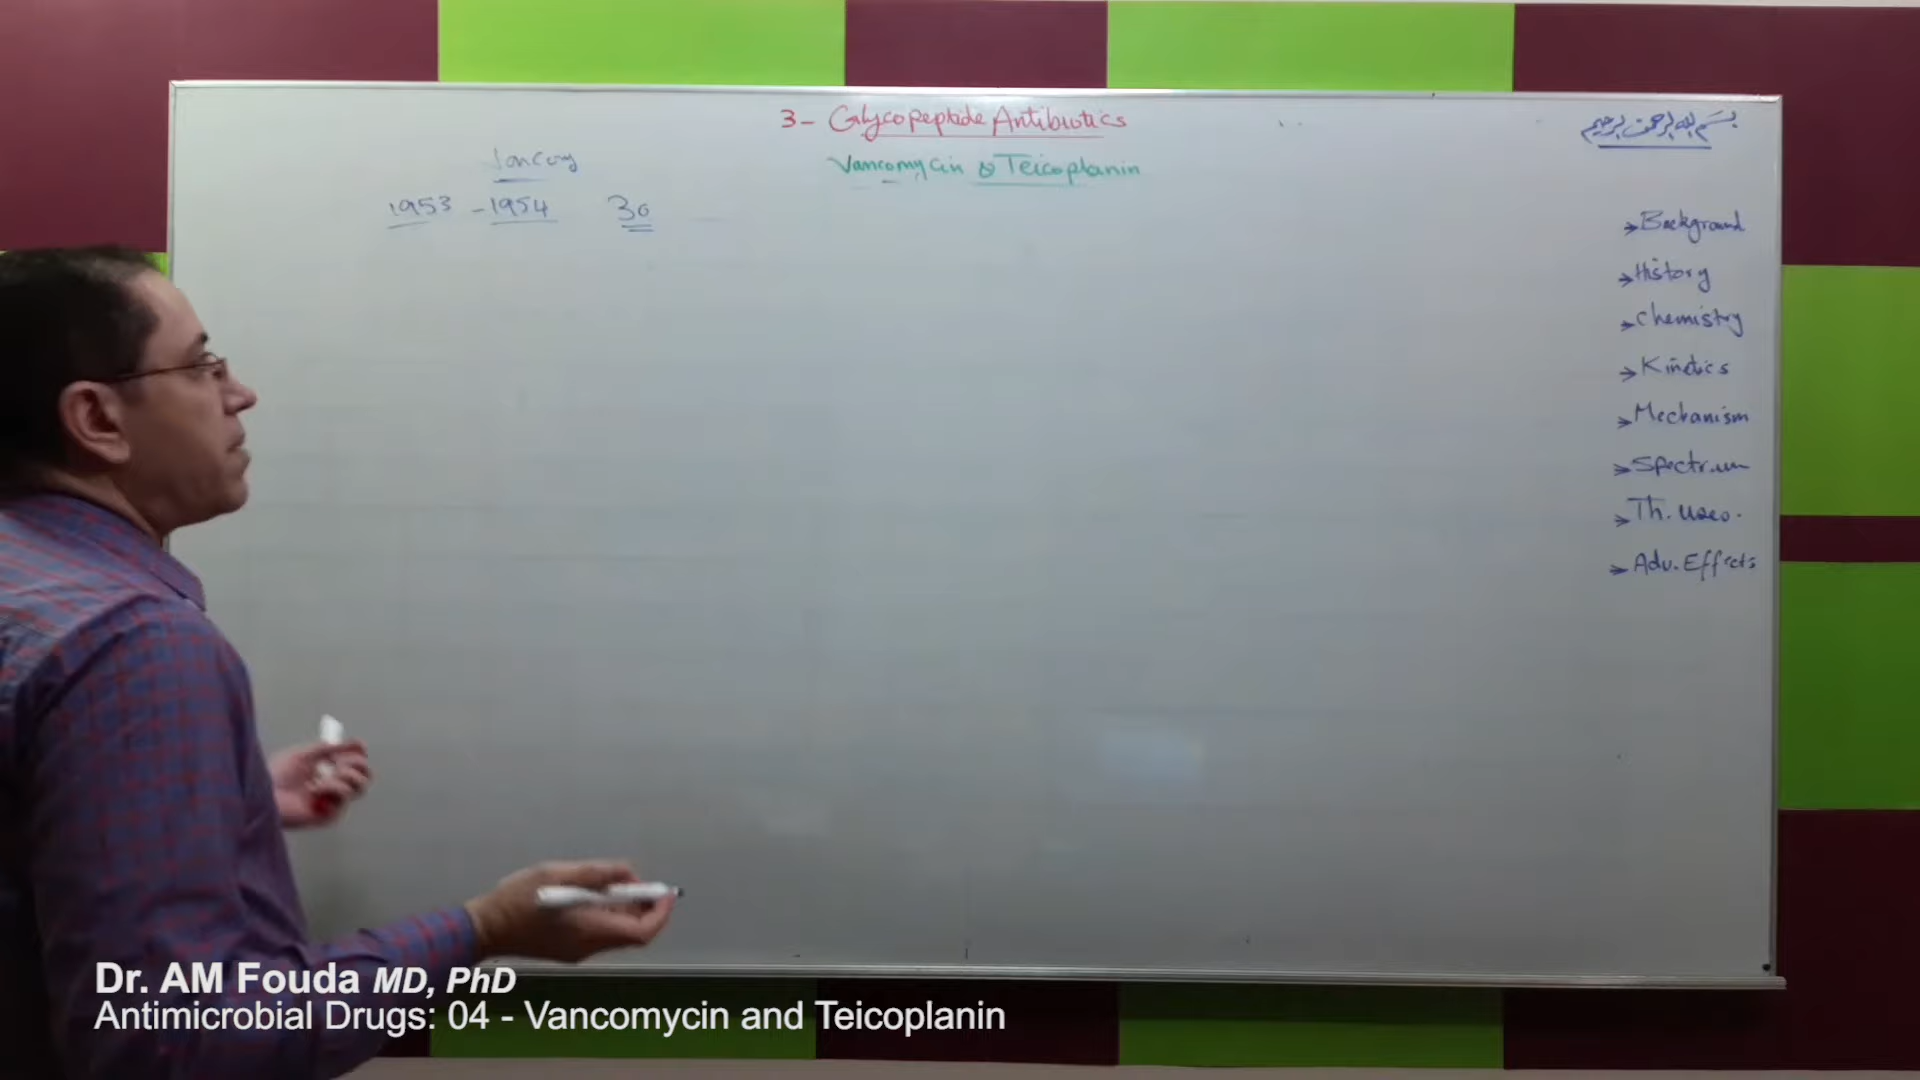 3- Glycopeptide Antibiotics
بسم الله الرحمن الرحيم
Vancomycin & Teicoplanin
Vancomy
1953 - 1954 30
→ Background
→ History
→ Chemistry
→ Kinetics
→ Mechanism
→ Spectrum
→ Th. Uses.
→ Adv. Effects
Dr. AM Fouda MD, PhD
Antimicrobial Drugs: 04 - Vancomycin and Teicoplanin